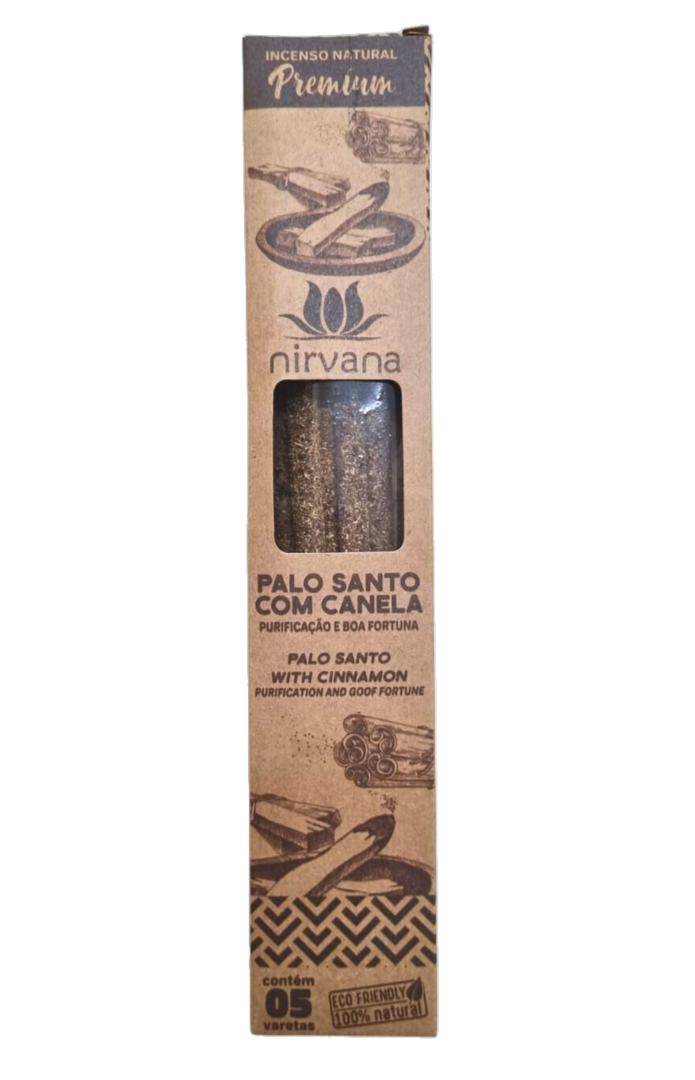 INCENSO NATURAL
Premium
nirvana
PALO SANTO
COM CANELA
PURIFICAÇÃO E BOA FORTUNA
PALO SANTO
WITH CINNAMON
PURIFICATION AND GOOF FORTUNE
contém
05
varetas
ECO FRIENDLY
100% natural